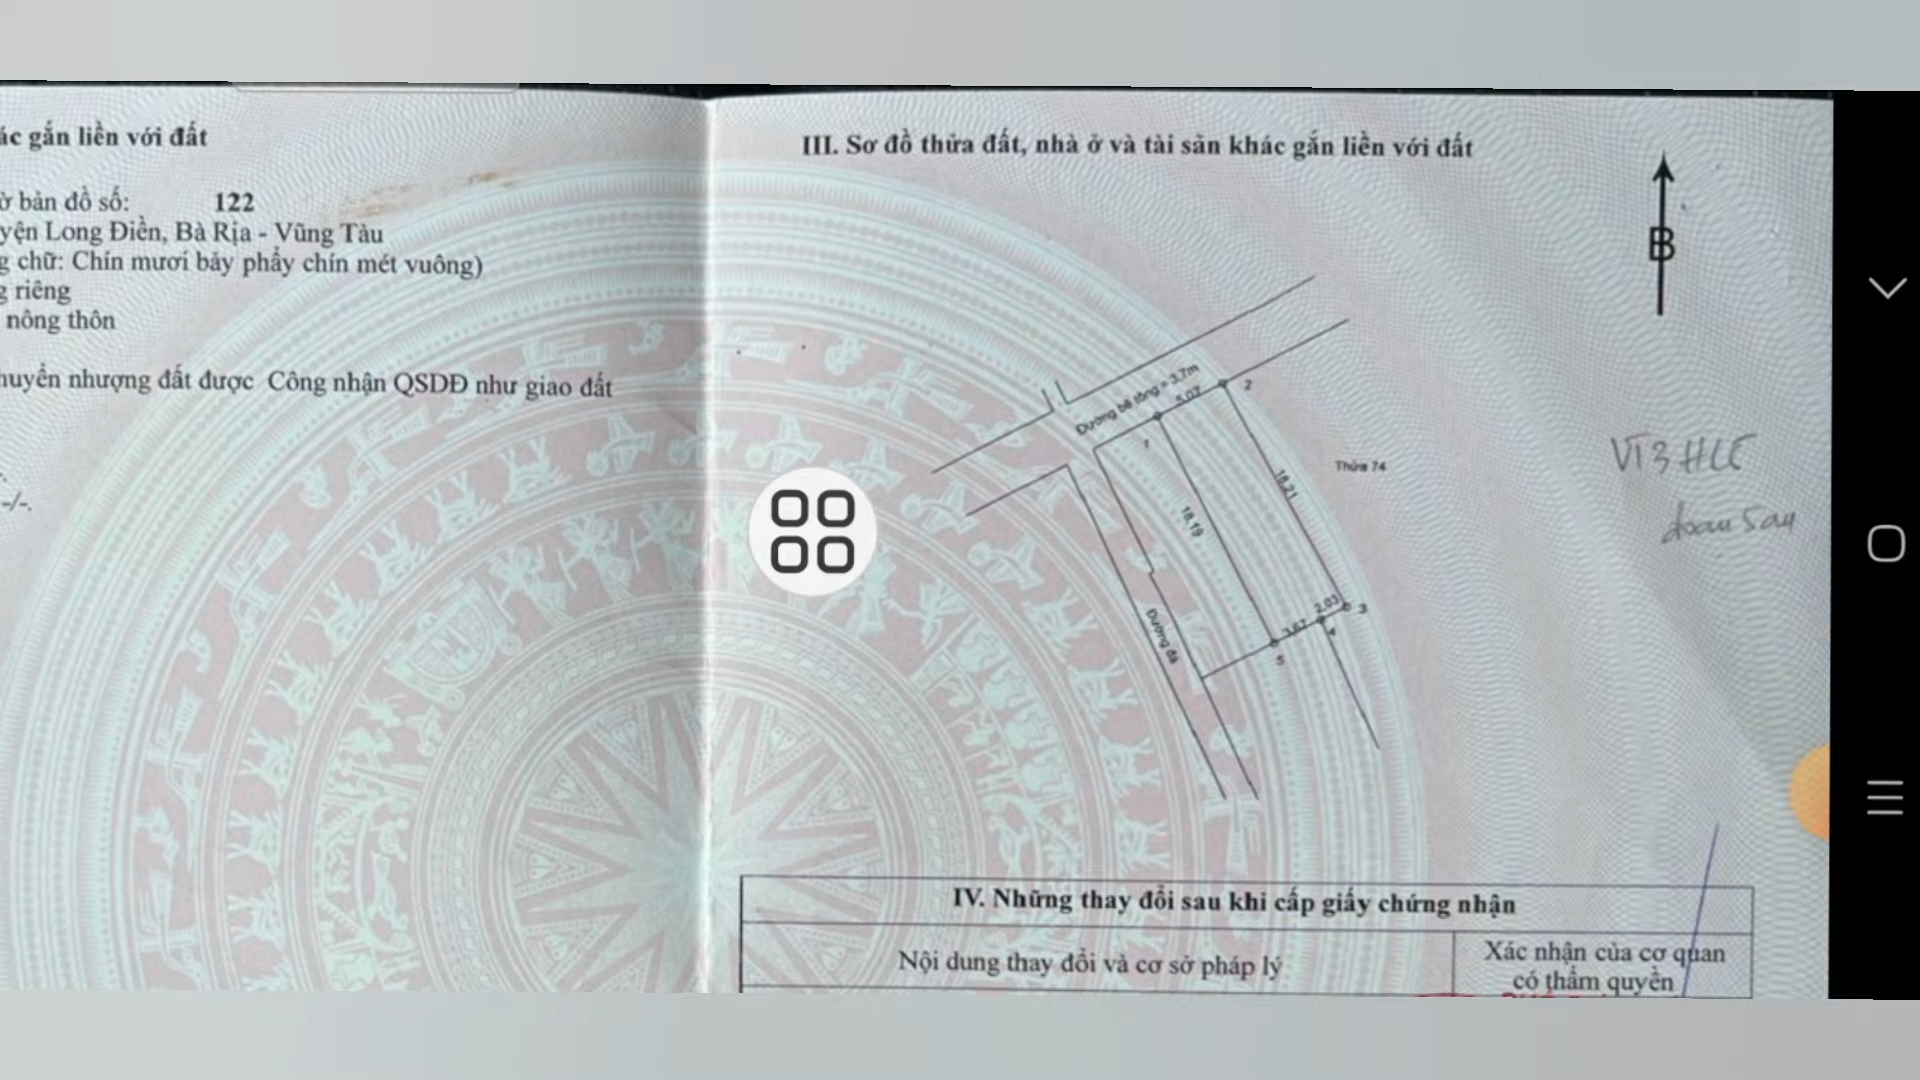 ác gắn liền với đất
ờ bản đồ số: 122
yện Long Điền, Bà Rịa - Vũng Tàu
g chữ: Chín mươi bảy phẩy chín mét vuông)
g riêng
nông thôn
huyển nhượng đất được Công nhận QSDĐ như giao đất
-/-.
III. Sơ đồ thửa đất, nhà ở và tài sản khác gắn liền với đất
B
Đường bê tông = 3,7m
5,07
2
1
18,21
Thửa 74
18,19
VT3 HLE
Đường đá
2,03
3
3,67
4
5
IV. Những thay đổi sau khi cấp giấy chứng nhận
Nội dung thay đổi và cơ sở pháp lý
Xác nhận của cơ quan
có thẩm quyền